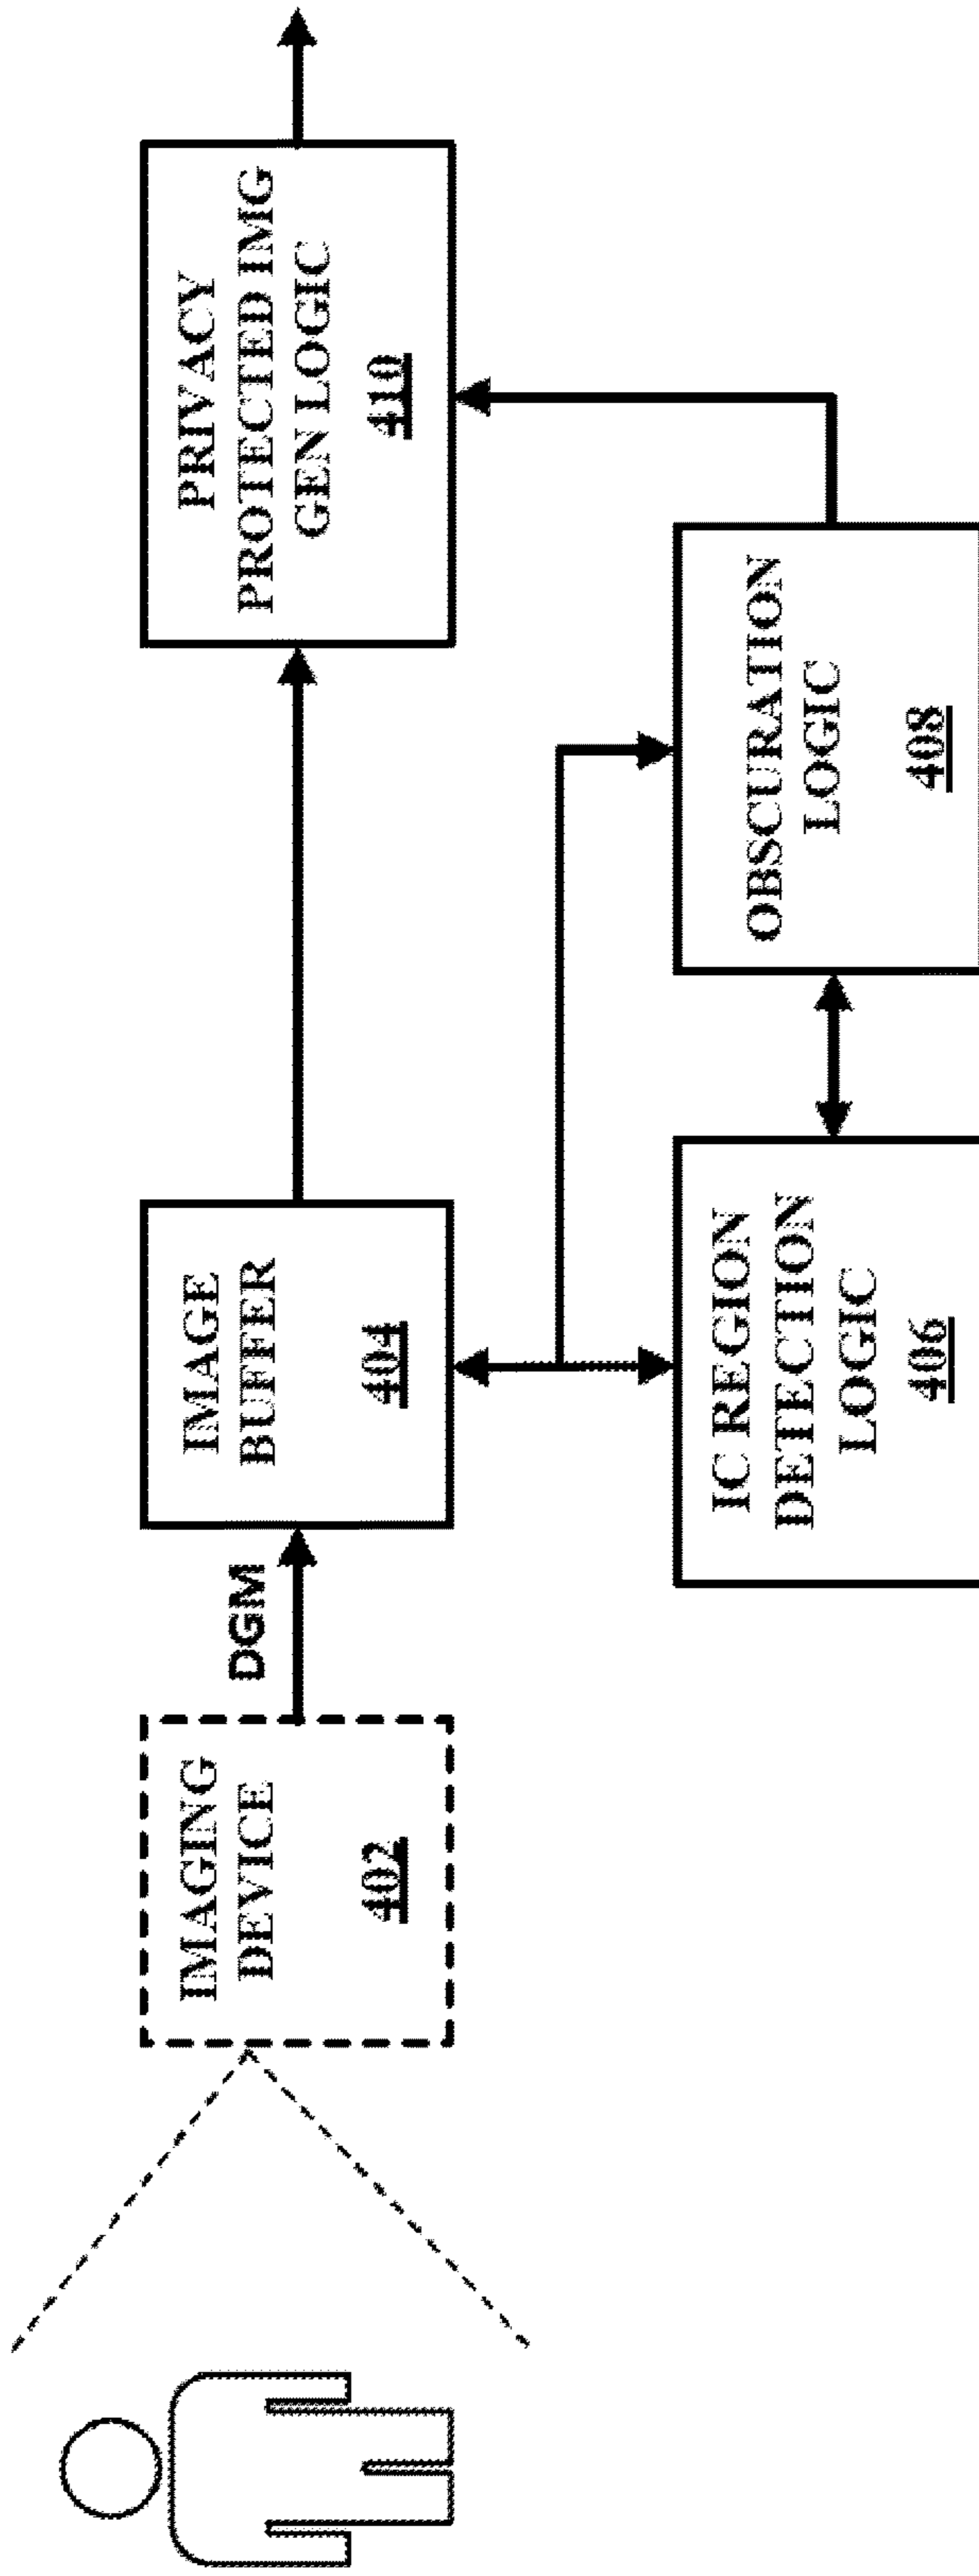 IMAGING
DEVICE
402
DGM
IMAGE
BUFFER
404
PRIVACY
PROTECTED IMG
GEN LOGIC
410
IC REGION
DETECTION
LOGIC
406
OBSCURATION
LOGIC
408